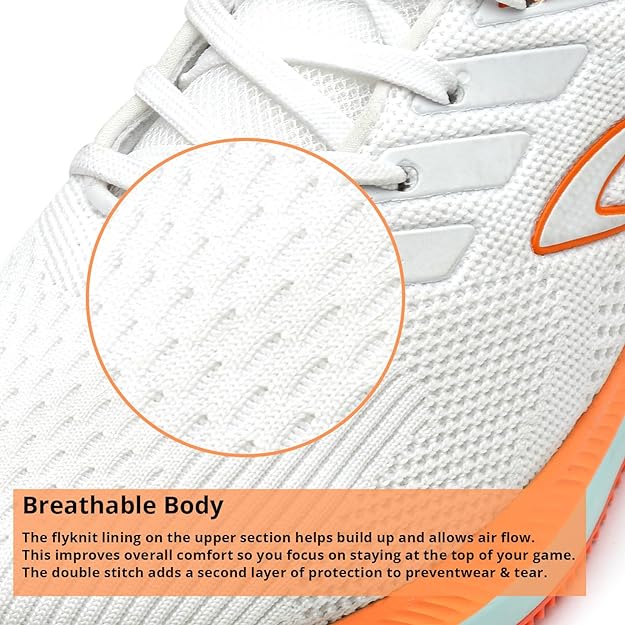 Breathable Body
The flyknit lining on the upper section helps build up and allows air flow.
This improves overall comfort so you focus on staying at the top of your game.
The double stitch adds a second layer of protection to preventwear & tear.